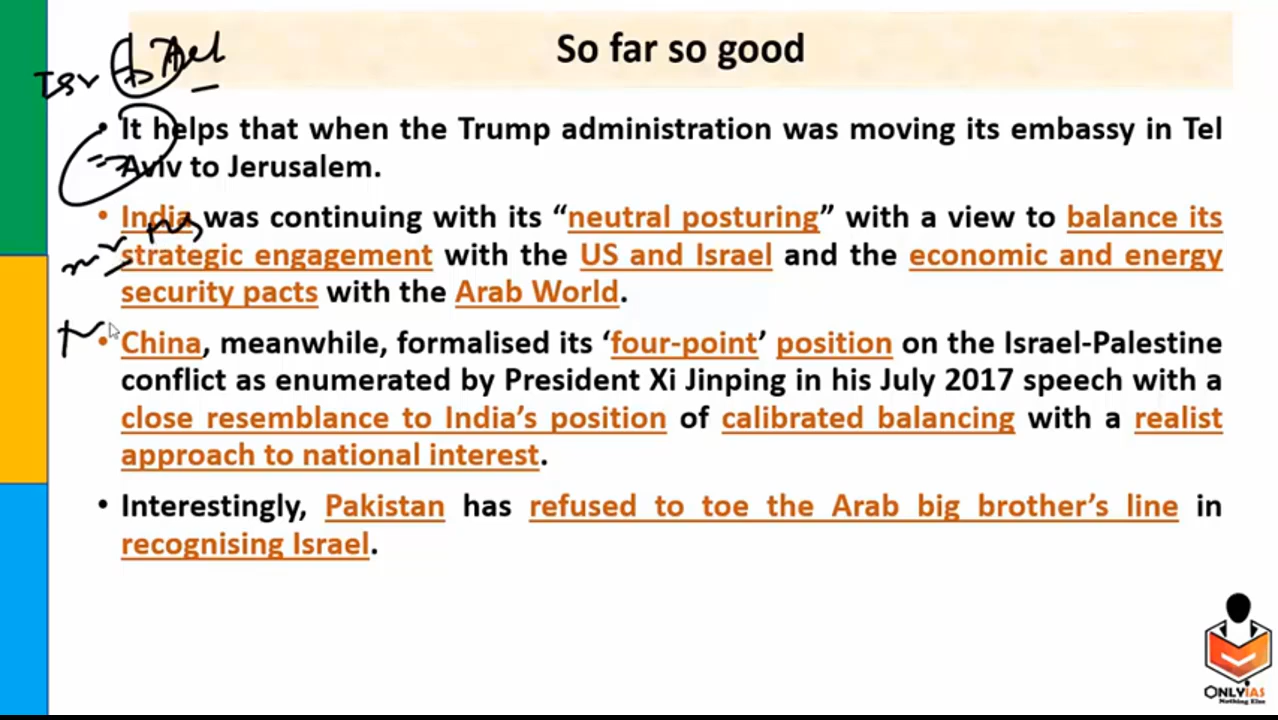 So far so good
• It helps that when the Trump administration was moving its embassy in Tel
Aviv to Jerusalem.
• India was continuing with its “neutral posturing” with a view to balance its
strategic engagement with the US and Israel and the economic and energy
security pacts with the Arab World.
• China, meanwhile, formalised its ‘four-point’ position on the Israel-Palestine
conflict as enumerated by President Xi Jinping in his July 2017 speech with a
close resemblance to India’s position of calibrated balancing with a realist
approach to national interest.
• Interestingly, Pakistan has refused to toe the Arab big brother’s line in
recognising Israel.
ONLYIAS
Nothing Else